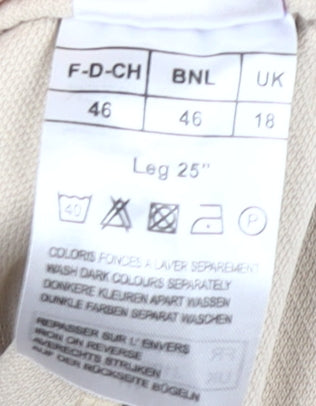 F-D-CH BNL UK
46 46 18
Leg 25"
40 P
COLORIS FONCES A LAVER SEPAREMENT
WASH DARK COLOURS SEPARATELY
DONKERE KLEUREN APART WASSEN
DUNKLE FARBEN SEPARAT WASCHEN
REPASSER SUR L'ENVERS
IRON ON REVERSE
AVERECHTS STRIJKEN
AUF DER RÜCKSEITE BÜGELN